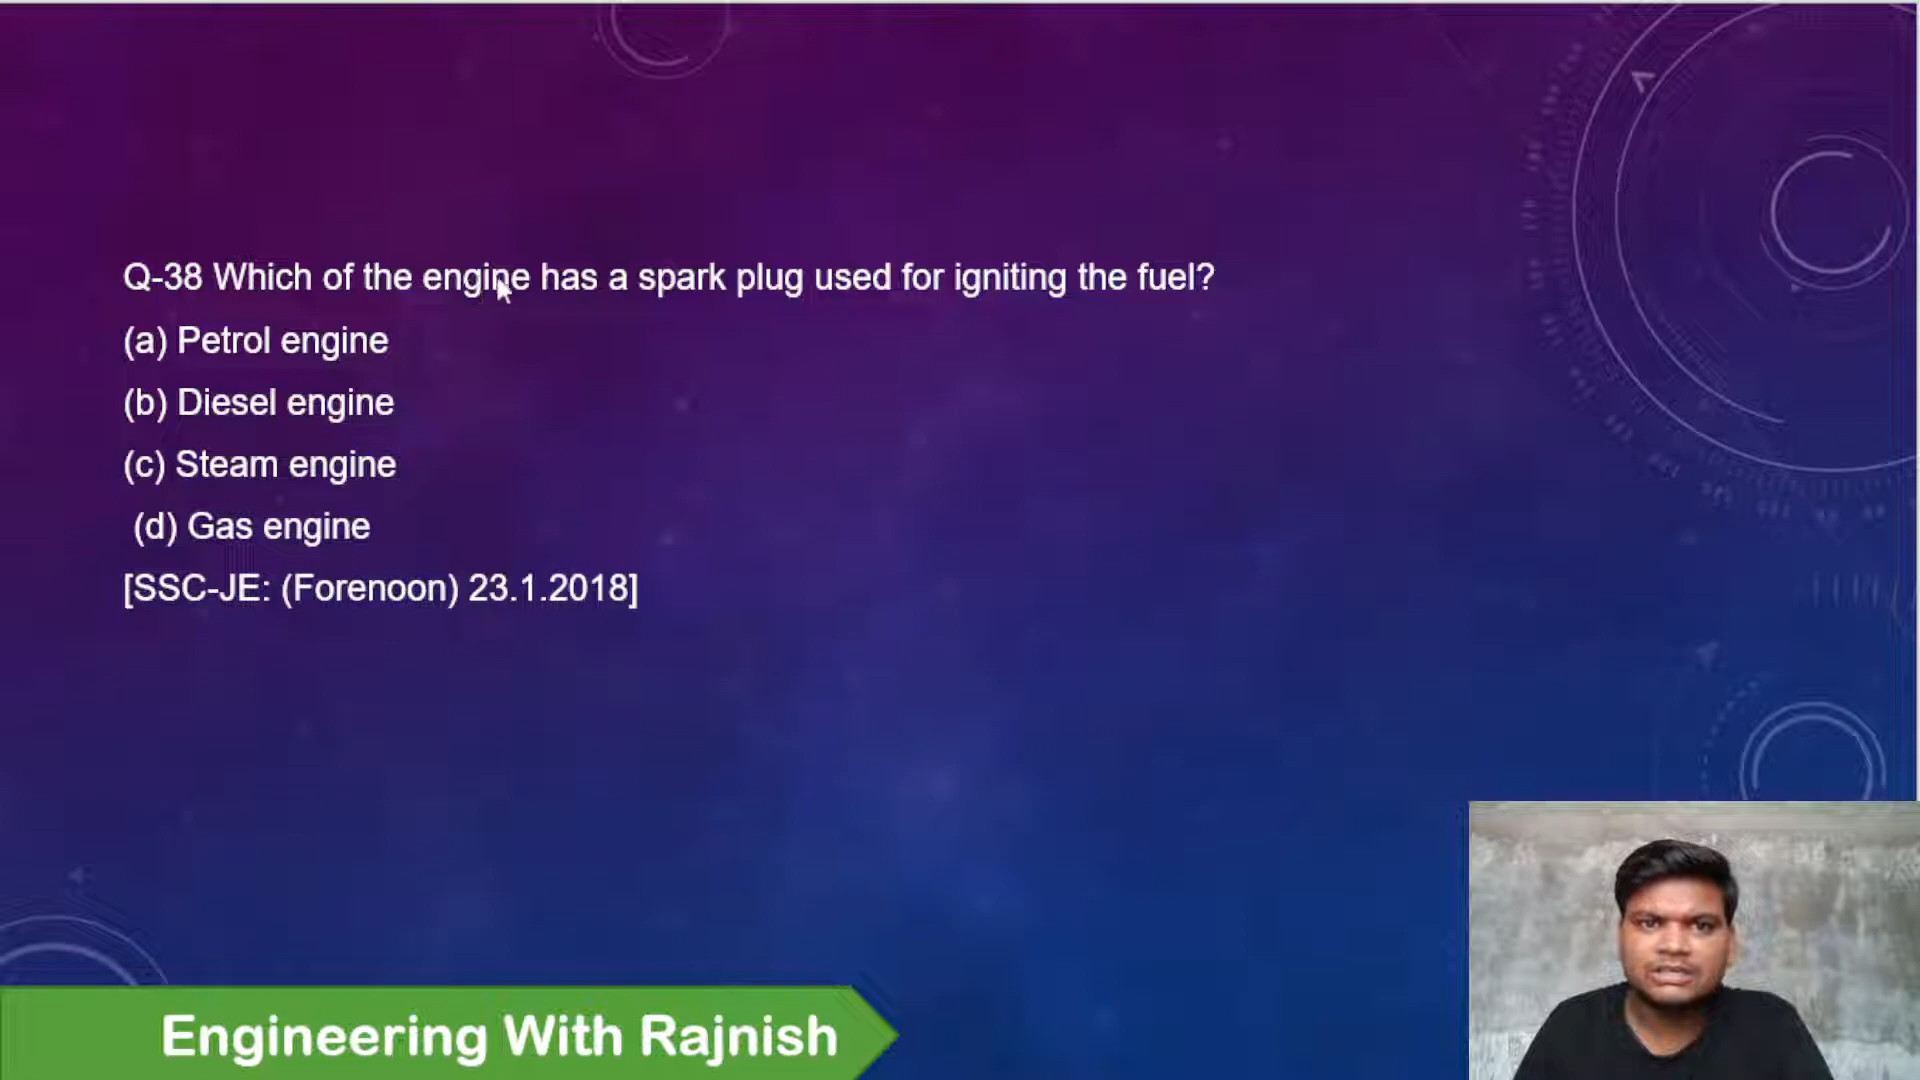 Q-38 Which of the engine has a spark plug used for igniting the fuel?
(a) Petrol engine
(b) Diesel engine
(c) Steam engine
(d) Gas engine
[SSC-JE: (Forenoon) 23.1.2018]
Engineering With Rajnish